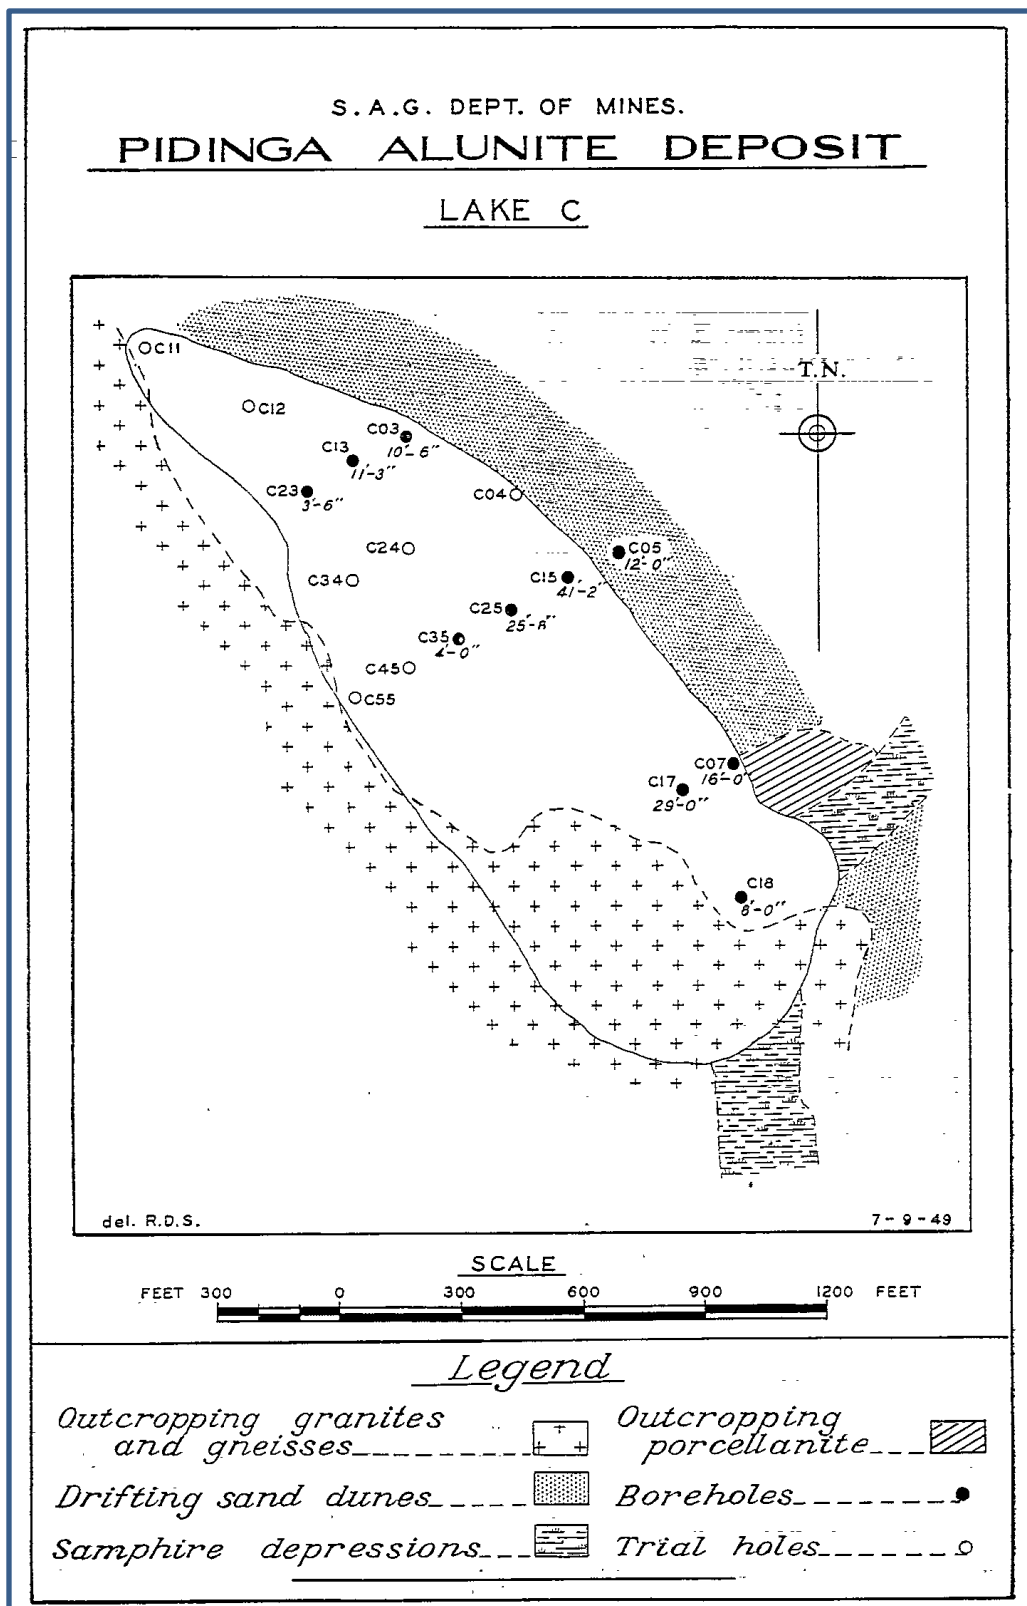 S.A.G. DEPT. OF MINES.
PIDINGA ALUNITE DEPOSIT
LAKE C
C11
T.N.
C12
C03
10'-6"
C13
11'-3"
C23
3'-6"
C04
C24
C05
12'-0"
C34
C15
41'-2"
C25
25'-8"
C35
4'-0"
C45
C55
C07
16'-0"
C17
29'-0"
C18
8'-0"
del. R.D.S.
7-9-49
SCALE
FEET 300 0 300 600 900 1200 FEET
Legend
Outcropping granites
and gneisses
Outcropping
porcellanite
Drifting sand dunes
Boreholes
Samphire depressions
Trial holes